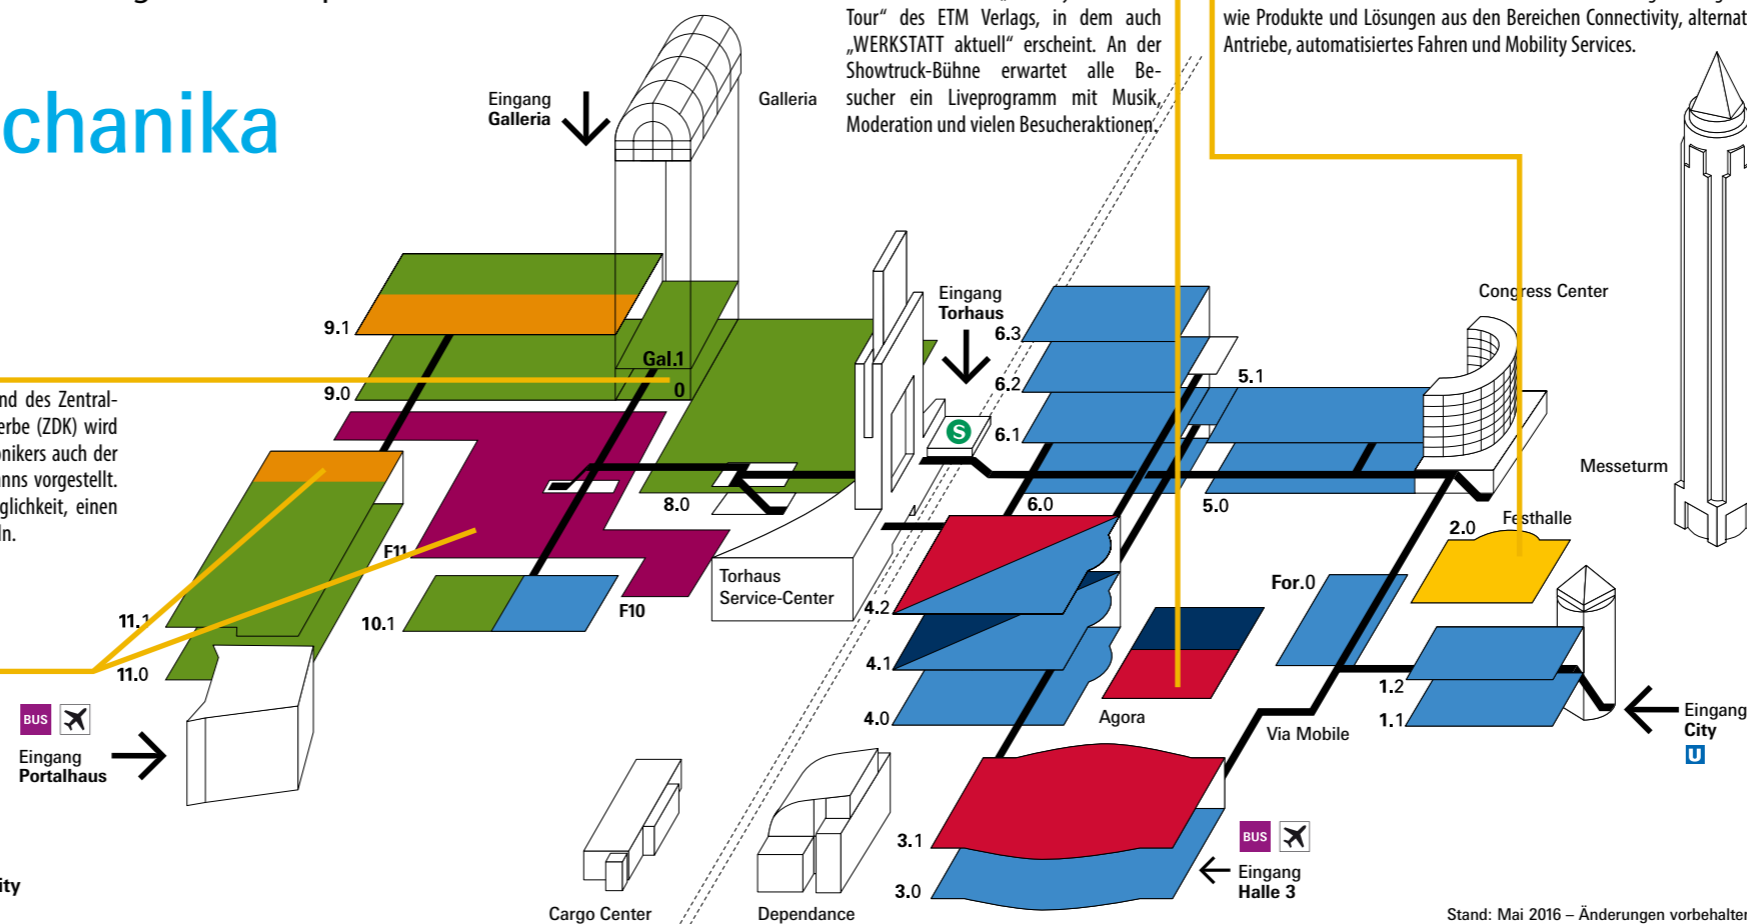 Tour“ des ETM Verlags, in dem auch
„WERKSTATT aktuell“ erscheint. An der
Showtruck-Bühne erwartet alle Be-
sucher ein Liveprogramm mit Musik,
Moderation und vielen Besucheraktionen.
wie Produkte und Lösungen aus den Bereichen Connectivity, alternat
Antriebe, automatisiertes Fahren und Mobility Services.
chanika
Eingang
Galleria
Galleria
Eingang
Torhaus
Congress Center
Messeturm
9.1
9.0
Gal.1
0
6.3
6.2
6.1
6.0
5.1
5.0
S
8.0
nd des Zentral-
erbe (ZDK) wird
onikers auch der
anns vorgestellt.
glichkeit, einen
ln.
F11
F10
10.1
11.1
11.0
Torhaus
Service-Center
4.2
4.1
4.0
Agora
For.0
Festhalle
2.0
1.2
1.1
Via Mobile
BUS
Eingang
Portalhaus
Eingang
City
U
3.1
3.0
BUS
Eingang
Halle 3
ity
Cargo Center
Dependance
Stand: Mai 2016 – Änderungen vorbehalten